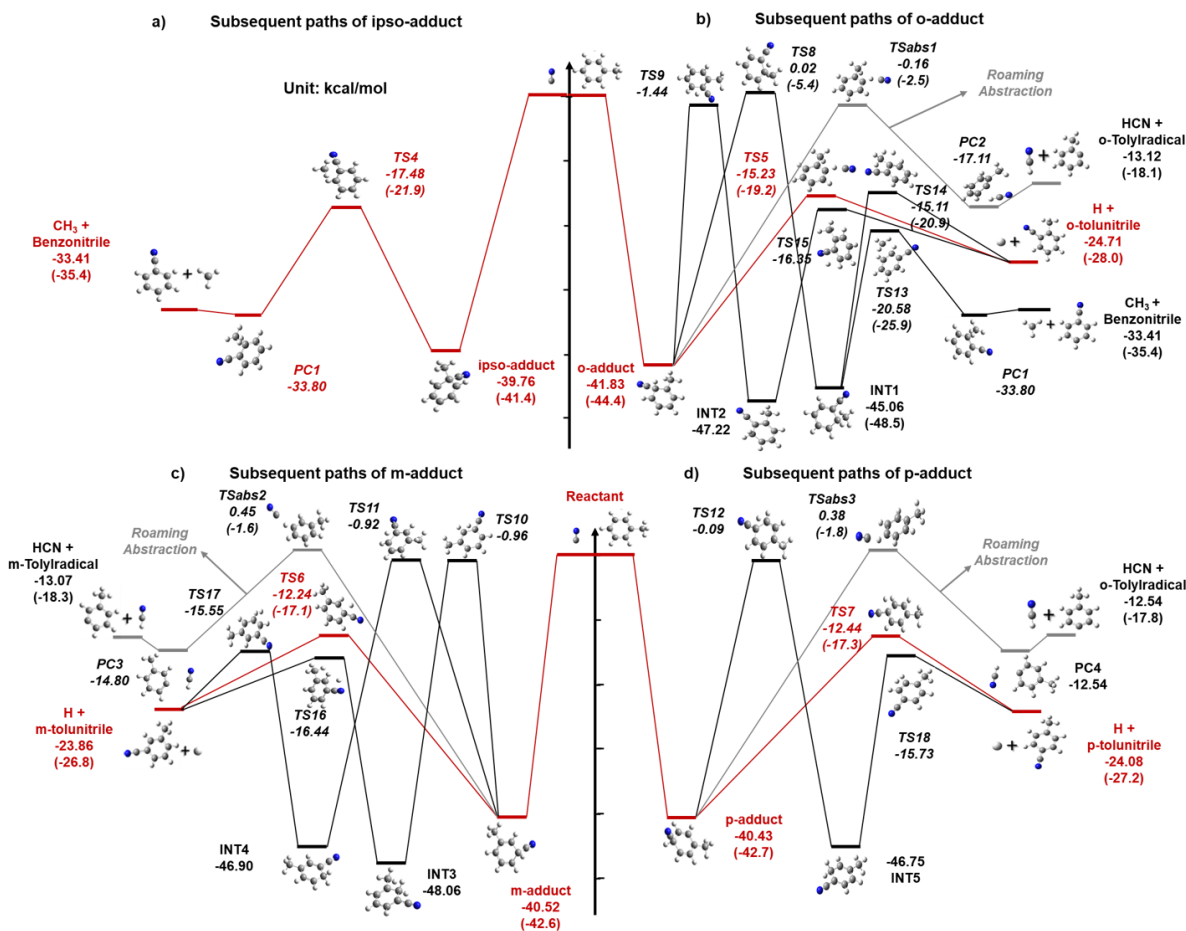 a) Subsequent paths of ipso-adduct
Unit: kcal/mol
TS4
-17.48
(-21.9)
CH₃ +
Benzonitrile
-33.41
(-35.4)
PC1
-33.80
ipso-adduct
-39.76
(-41.4)
b) Subsequent paths of o-adduct
TS9
-1.44
TS8
0.02
(-5.4)
TSabs1
-0.16
(-2.5)
Roaming
Abstraction
HCN +
o-Tolylradical
-13.12
(-18.1)
PC2
-17.11
TS5
-15.23
(-19.2)
TS14
-15.11
(-20.9)
H +
o-tolunitrile
-24.71
(-28.0)
TS15
-16.35
TS13
-20.58
(-25.9)
CH₃ +
Benzonitrile
-33.41
(-35.4)
PC1
-33.80
o-adduct
-41.83
(-44.4)
INT2
-47.22
INT1
-45.06
(-48.5)
c) Subsequent paths of m-adduct
TSabs2
0.45
(-1.6)
TS11
-0.92
TS10
-0.96
Reactant
Roaming
Abstraction
HCN +
m-Tolylradical
-13.07
(-18.3)
TS17
-15.55
TS6
-12.24
(-17.1)
PC3
-14.80
TS16
-16.44
H +
m-tolunitrile
-23.86
(-26.8)
INT4
-46.90
INT3
-48.06
m-adduct
-40.52
(-42.6)
d) Subsequent paths of p-adduct
TS12
-0.09
TSabs3
0.38
(-1.8)
Roaming
Abstraction
HCN +
o-Tolylradical
-12.54
(-17.8)
TS7
-12.44
(-17.3)
PC4
-12.54
TS18
-15.73
H +
p-tolunitrile
-24.08
(-27.2)
p-adduct
-40.43
(-42.7)
-46.75
INT5